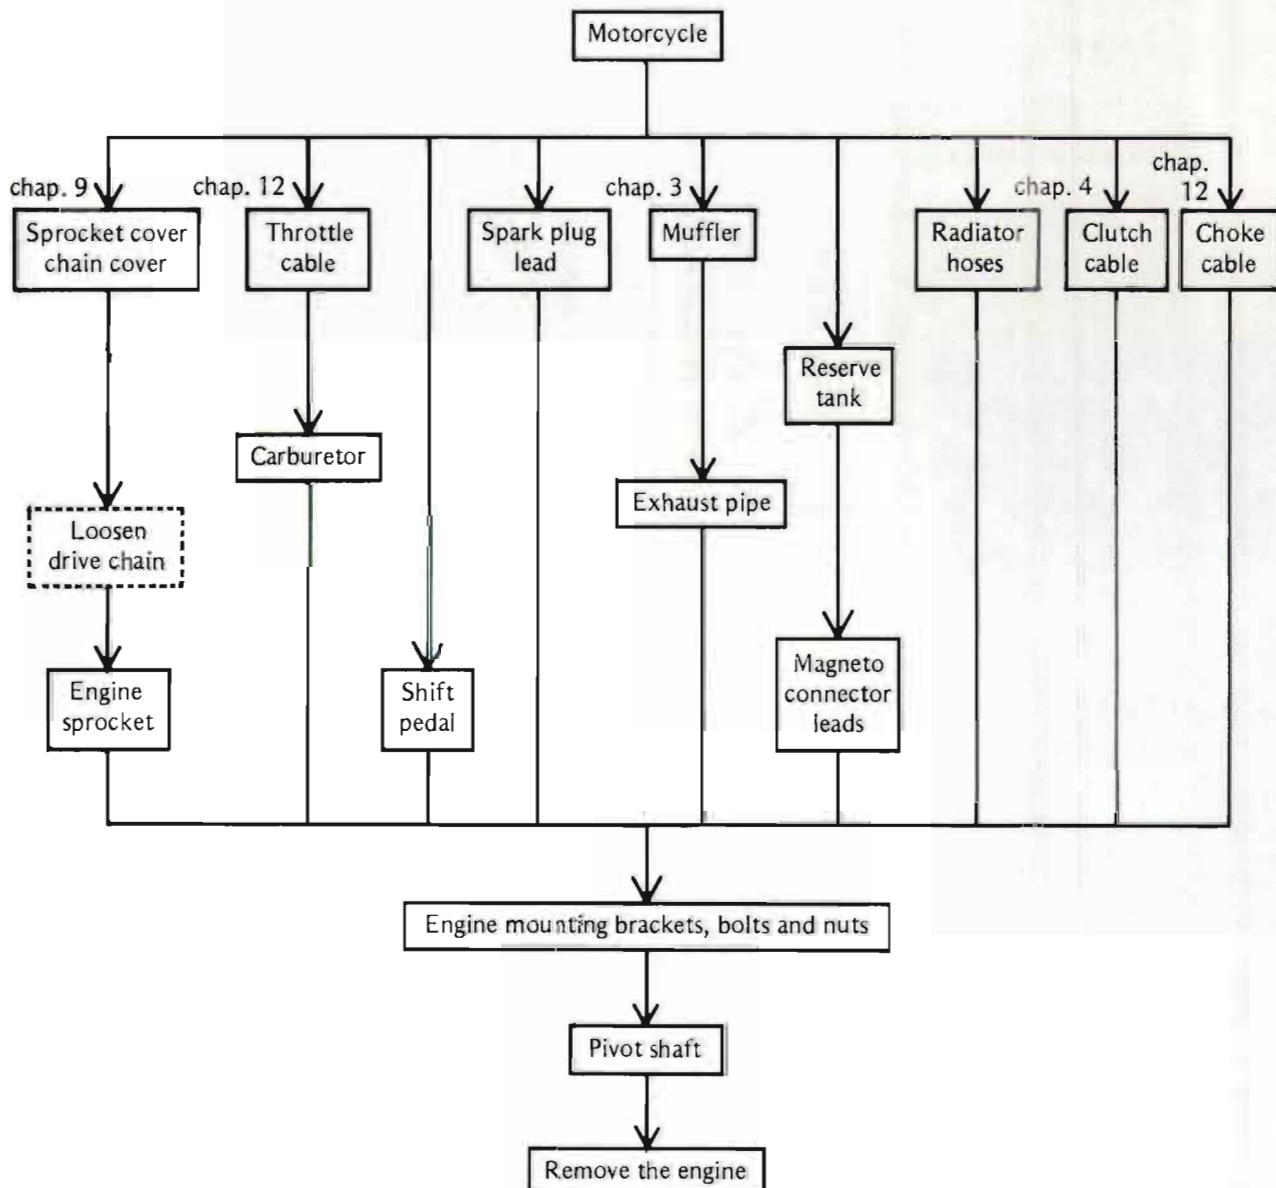 Motorcycle
chap. 9
chap. 12
chap. 3
chap. 4
chap.
12
Sprocket cover
chain cover
Throttle
cable
Spark plug
lead
Muffler
Radiator
hoses
Clutch
cable
Choke
cable
Reserve
tank
Carburetor
Exhaust pipe
Loosen
drive chain
Engine
sprocket
Shift
pedal
Magneto
connector
leads
Engine mounting brackets, bolts and nuts
Pivot shaft
Remove the engine